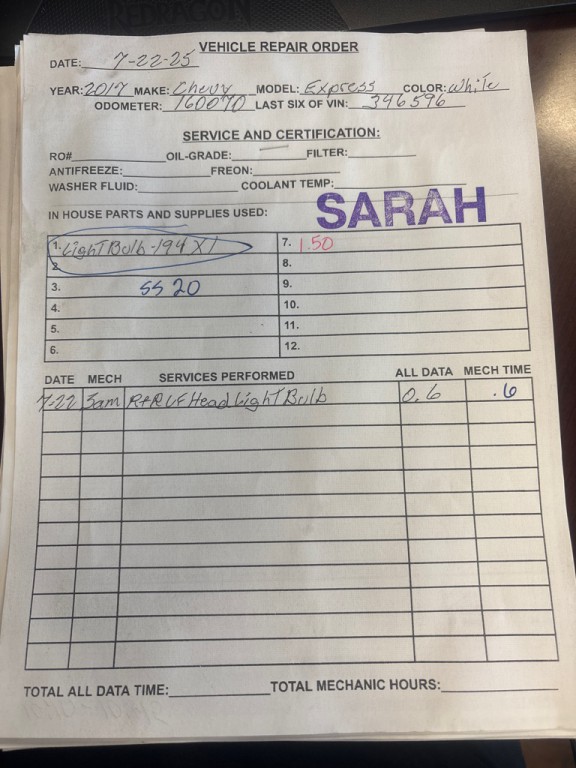 REDRAGON
VEHICLE REPAIR ORDER
DATE: 7-22-25
YEAR: 2017 MAKE: Chevy MODEL: Express COLOR: White
ODOMETER: 160070 LAST SIX OF VIN: 346596
SERVICE AND CERTIFICATION:
RO# OIL-GRADE: FILTER:
ANTIFREEZE: FREON:
WASHER FLUID: COOLANT TEMP:
SARAH
IN HOUSE PARTS AND SUPPLIES USED:
1. LighT Bulb-194 X1 7. 1.50
2. 8.
3. SS 20 9.
4. 10.
5. 11.
6. 12.
DATE MECH SERVICES PERFORMED ALL DATA MECH TIME
7-22 Sam R+R LF Head LighT Bulb 0.6 .6
TOTAL ALL DATA TIME: TOTAL MECHANIC HOURS: